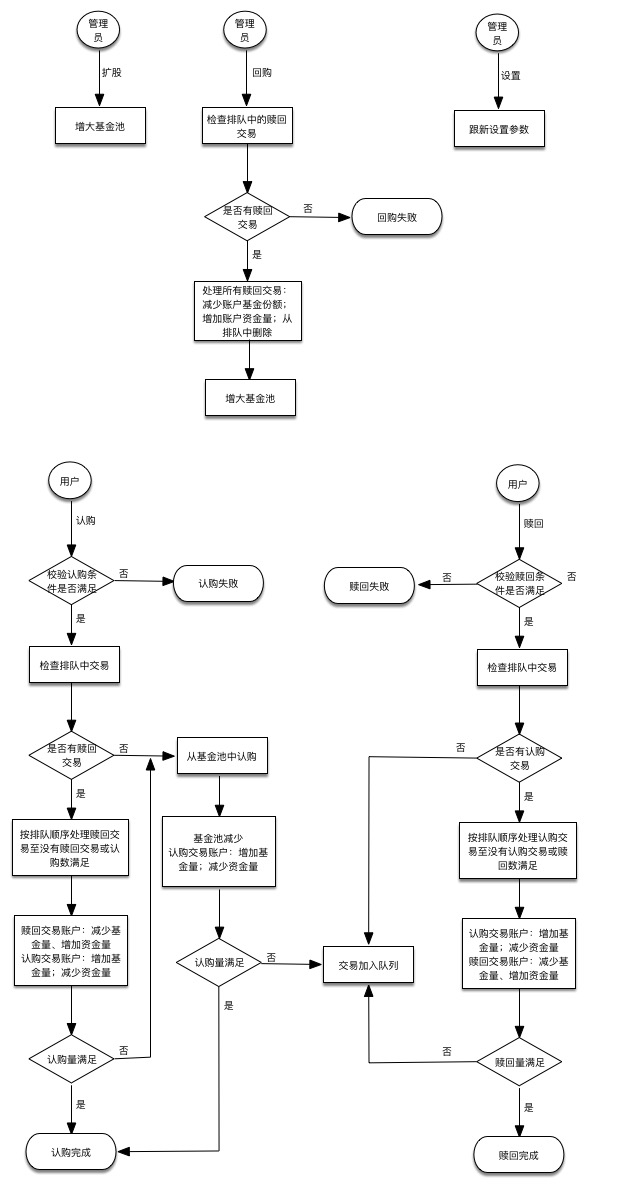 管理
员
扩股
增大基金池
管理
员
回购
检查排队中的赎回
交易
是否有赎回
交易
否
回购失败
是
处理所有赎回交易：
减少账户基金份额；
增加账户资金量；从
排队中删除
增大基金池
管理
员
设置
跟新设置参数
用户
认购
校验认购条
件是否满足
否
认购失败
是
检查排队中交易
是否有赎回
交易
否
从基金池中认购
是
按排队顺序处理赎回交
易至没有赎回交易或认
购数满足
基金池减少
认购交易账户：增加基
金量；减少资金量
赎回交易账户：减少基
金量、增加资金量
认购交易账户：增加基
金量；减少资金量
认购量满足
否
交易加入队列
是
认购量满足
否
是
认购完成
用户
赎回
校验赎回条
件是否满足
否
否
赎回失败
是
检查排队中交易
是否有认购
交易
否
是
按排队顺序处理认购交
易至没有认购交易或赎
回数满足
认购交易账户：增加基
金量；减少资金量
赎回交易账户：减少基
金量、增加资金量
赎回量满足
否
是
赎回完成